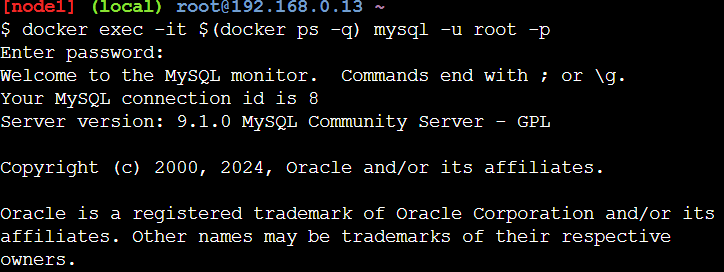 [node1] (local) root@192.168.0.13 ~
$ docker exec -it $(docker ps -q) mysql -u root -p
Enter password:
Welcome to the MySQL monitor.  Commands end with ; or \g.
Your MySQL connection id is 8
Server version: 9.1.0 MySQL Community Server - GPL

Copyright (c) 2000, 2024, Oracle and/or its affiliates.

Oracle is a registered trademark of Oracle Corporation and/or its
affiliates. Other names may be trademarks of their respective
owners.